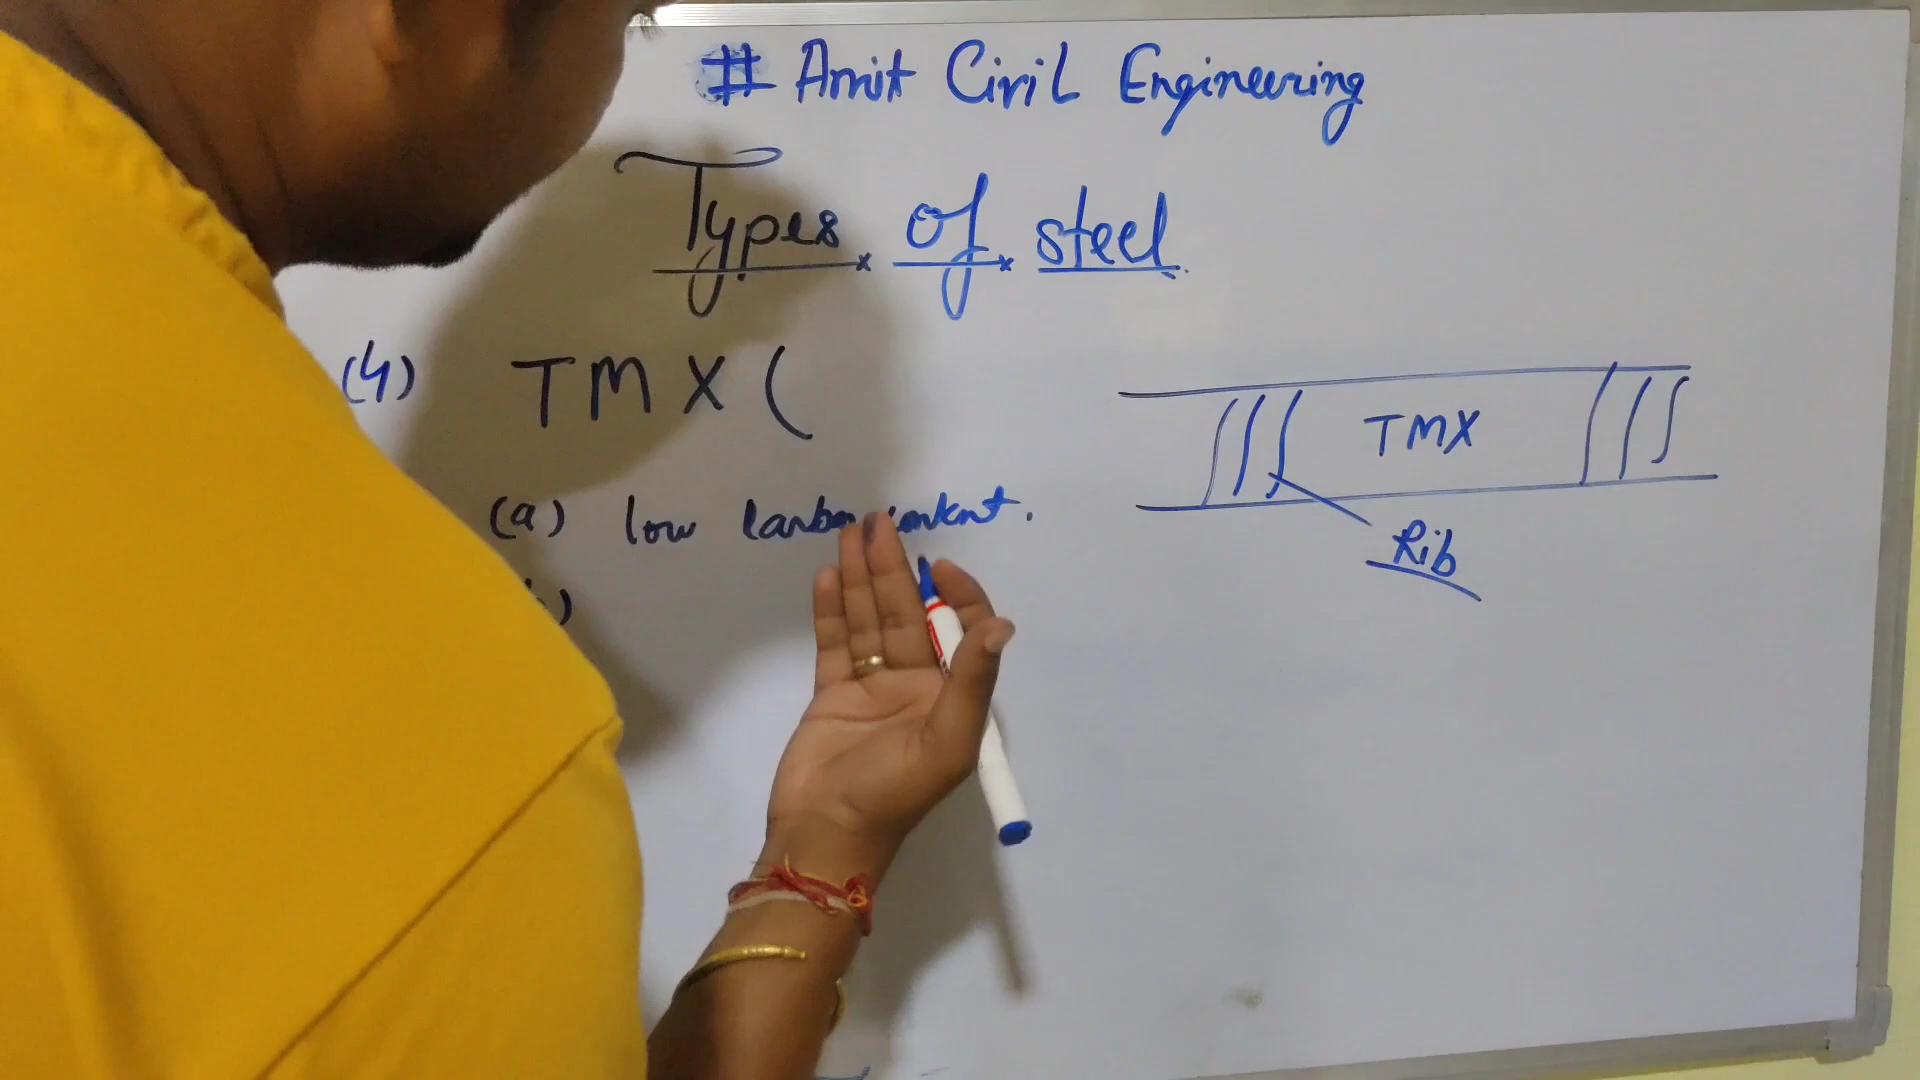 # Amit Civil Engineering
Types of steel.
(4) TMX (
TMX
(a) low carbon content.
Rib